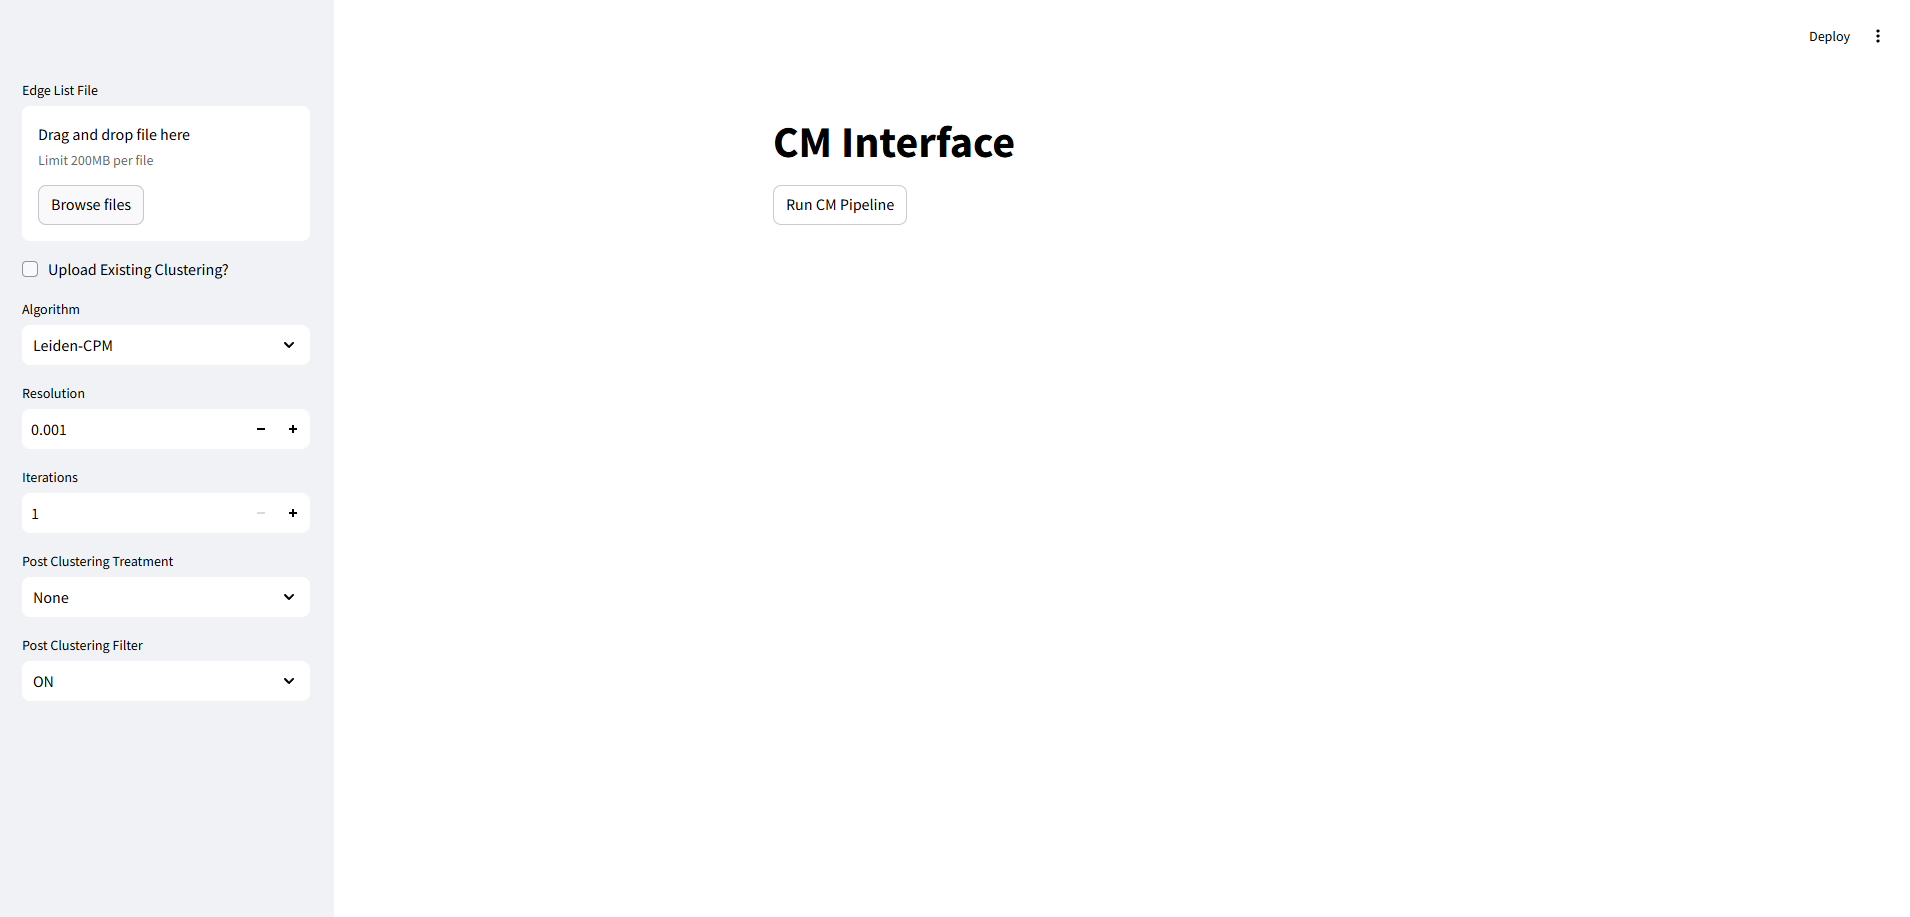 Deploy
Edge List File
Drag and drop file here
Limit 200MB per file
Browse files
Upload Existing Clustering?
Algorithm
Leiden-CPM
Resolution
0.001
Iterations
1
Post Clustering Treatment
None
Post Clustering Filter
ON
CM Interface
Run CM Pipeline